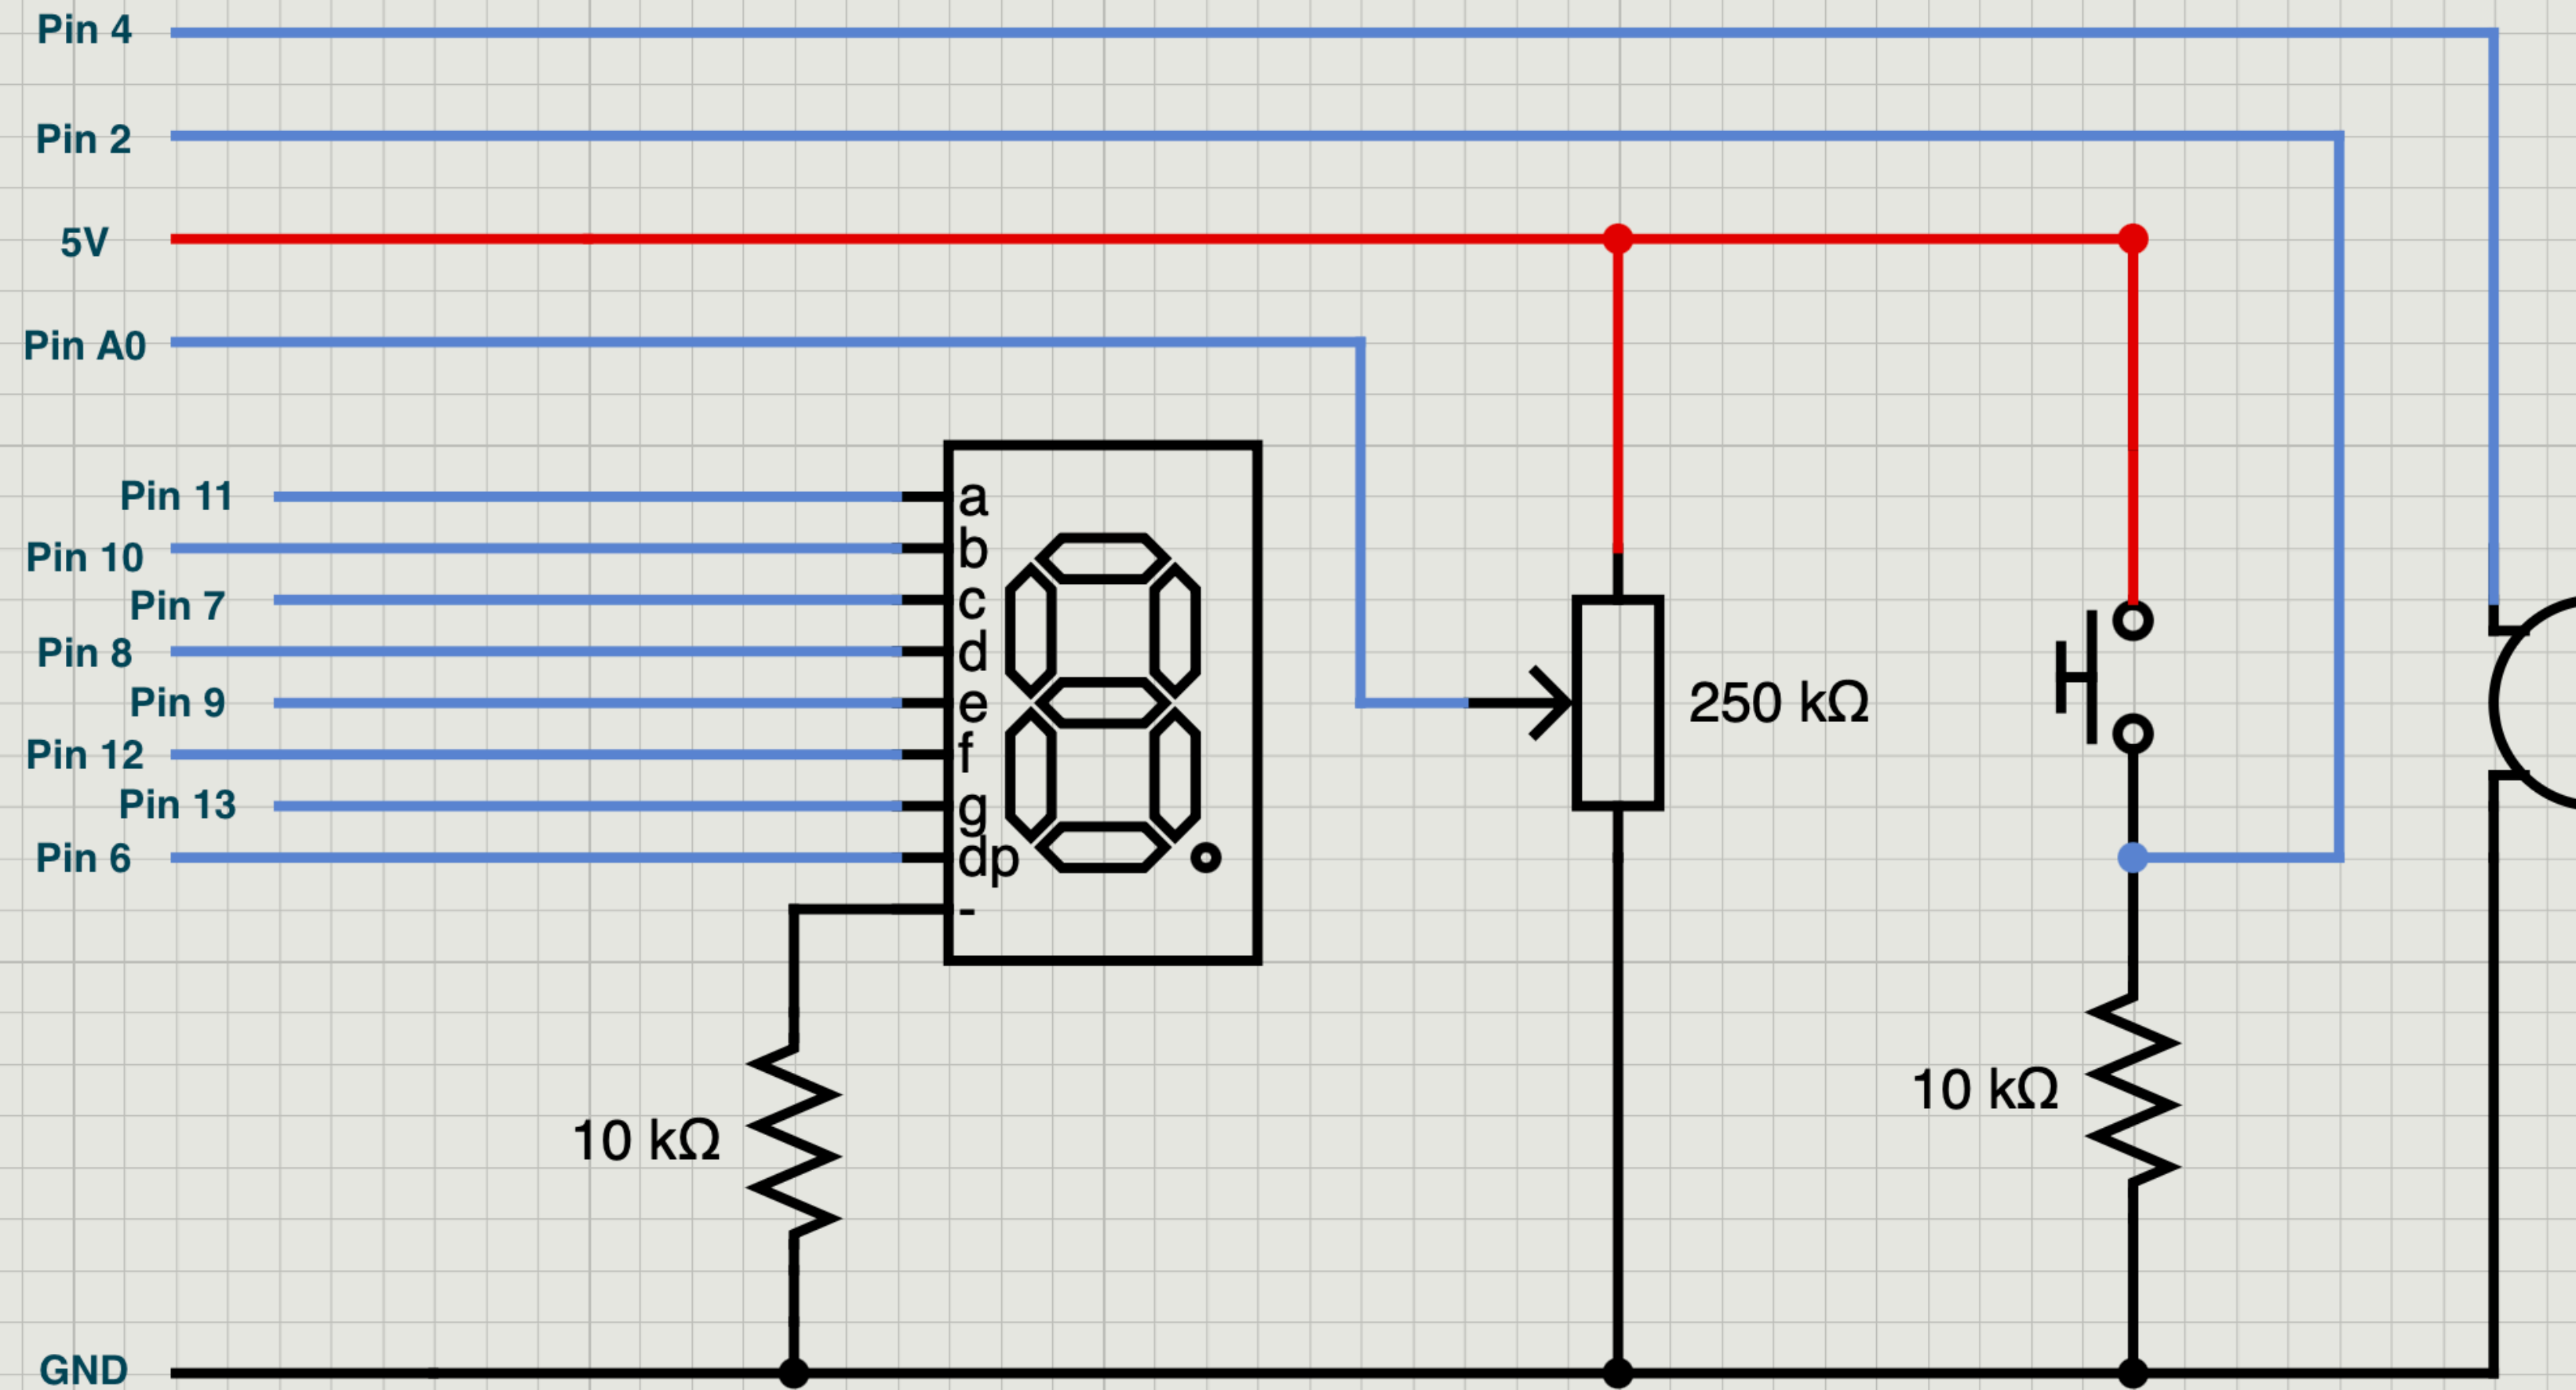 Pin 4
Pin 2
5V
Pin A0
Pin 11
a
Pin 10
b
Pin 7
c
Pin 8
d
Pin 9
e
250 kΩ
Pin 12
f
Pin 13
g
Pin 6
dp
-
10 kΩ
10 kΩ
GND